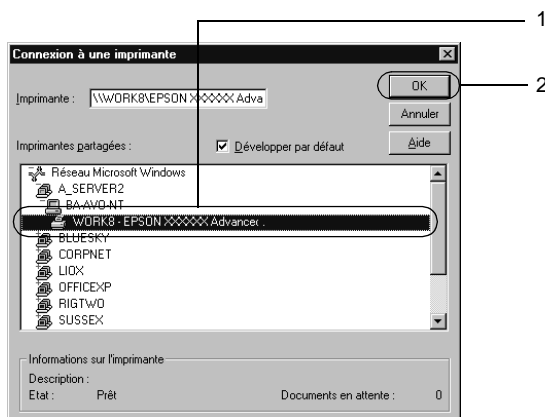 1
Connexion à une imprimante
Imprimante : \\WORK8\EPSON XXXXXX Adva
OK
2
Annuler
Imprimantes partagées :
Développer par défaut
Aide
Réseau Microsoft Windows
A_SERVER2
BA-AVO-NT
WORK8 - EPSON XXXXXX Advanced .
BLUESKY
CORPNET
LIOX
OFFICEXP
RIGTWO
SUSSEX
Informations sur l'imprimante
Description :
Etat : Prêt
Documents en attente : 0